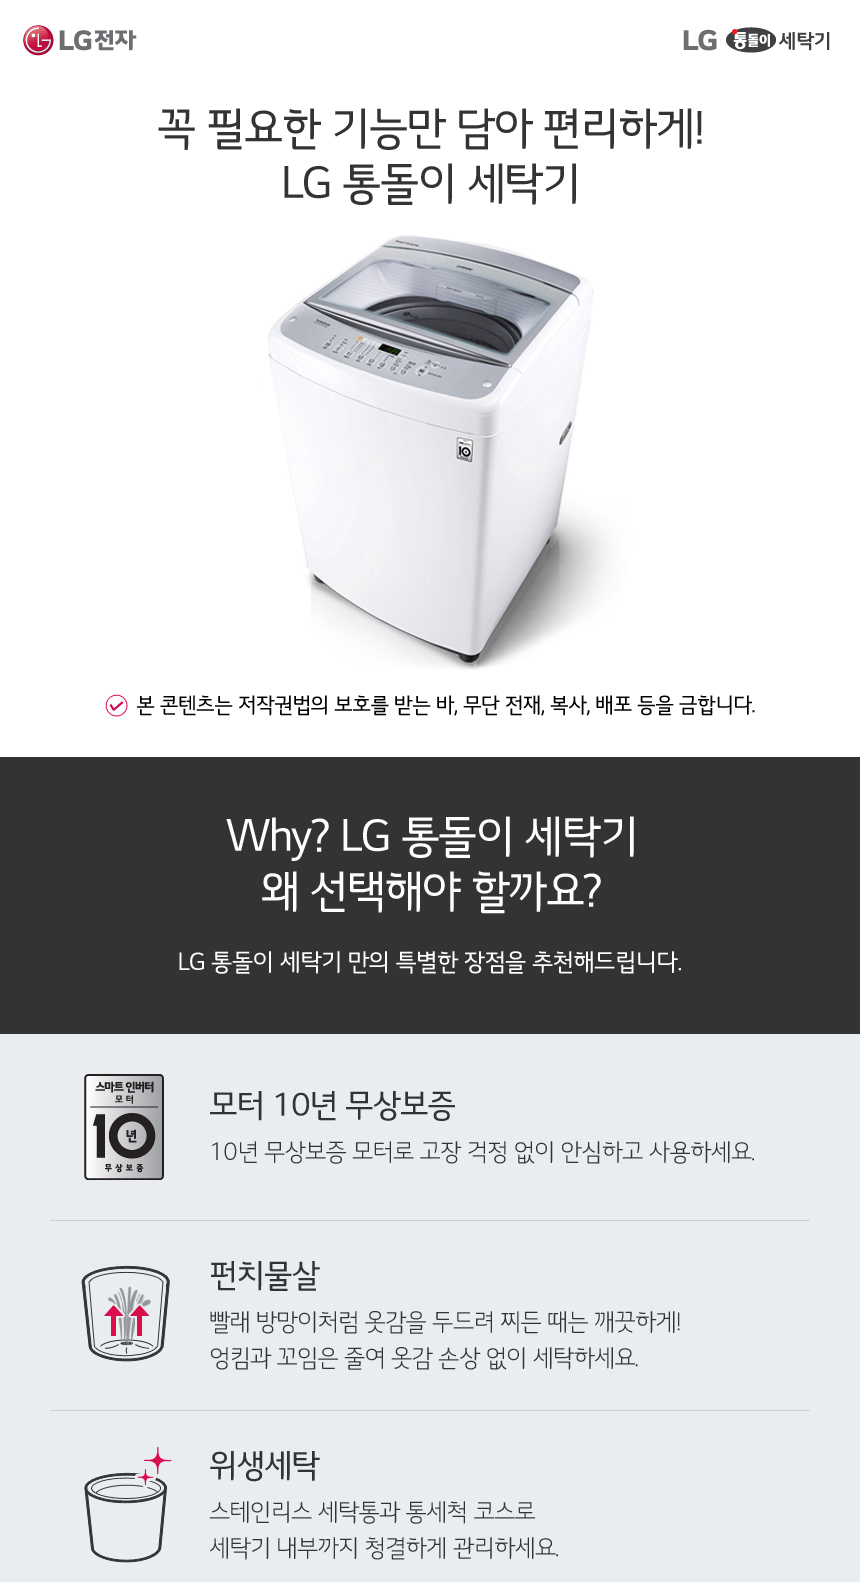 LG전자
LG 통돌이 세탁기
꼭 필요한 기능만 담아 편리하게!
LG 통돌이 세탁기
10
본 콘텐츠는 저작권법의 보호를 받는 바, 무단 전재, 복사, 배포 등을 금합니다.
Why? LG 통돌이 세탁기
왜 선택해야 할까요?
LG 통돌이 세탁기 만의 특별한 장점을 추천해드립니다.
스마트 인버터
모터
10년
무상보증
모터 10년 무상보증
10년 무상보증 모터로 고장 걱정 없이 안심하고 사용하세요.
펀치물살
빨래 방망이처럼 옷감을 두드려 찌든 때는 깨끗하게!
엉킴과 꼬임은 줄여 옷감 손상 없이 세탁하세요.
위생세탁
스테인리스 세탁통과 통세척 코스로
세탁기 내부까지 청결하게 관리하세요.